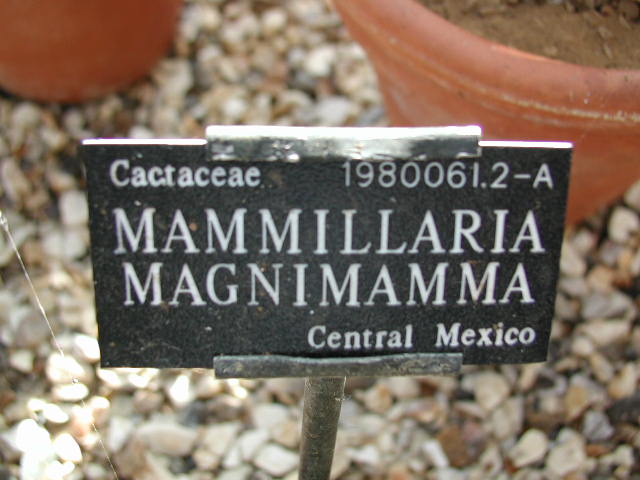 Cactaceae 1980061.2-A
MAMMILLARIA
MAGNIMAMMA
Central Mexico